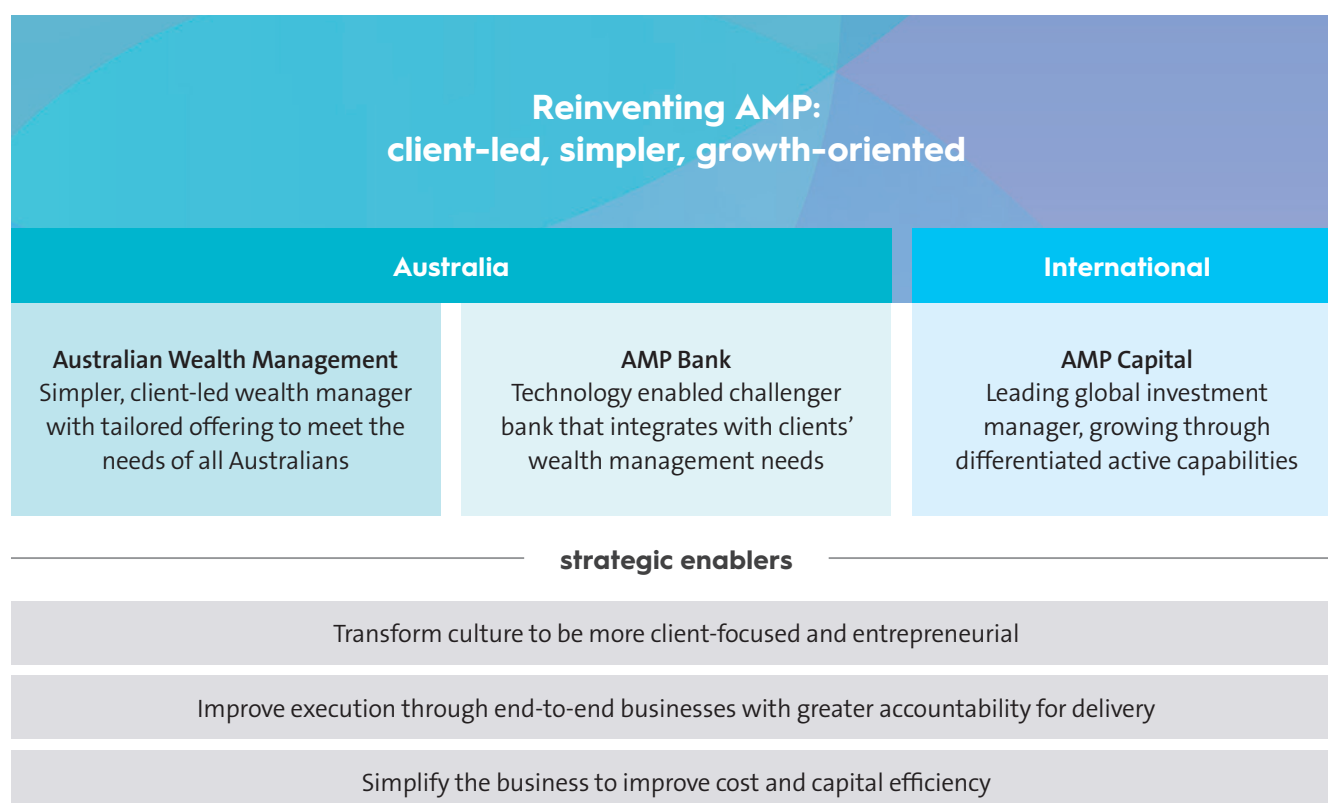 Reinventing AMP:
client-led, simpler, growth-oriented
Australia
International
Australian Wealth Management
Simpler, client-led wealth manager
with tailored offering to meet the
needs of all Australians
AMP Bank
Technology enabled challenger
bank that integrates with clients’
wealth management needs
AMP Capital
Leading global investment
manager, growing through
differentiated active capabilities
strategic enablers
Transform culture to be more client-focused and entrepreneurial
Improve execution through end-to-end businesses with greater accountability for delivery
Simplify the business to improve cost and capital efficiency